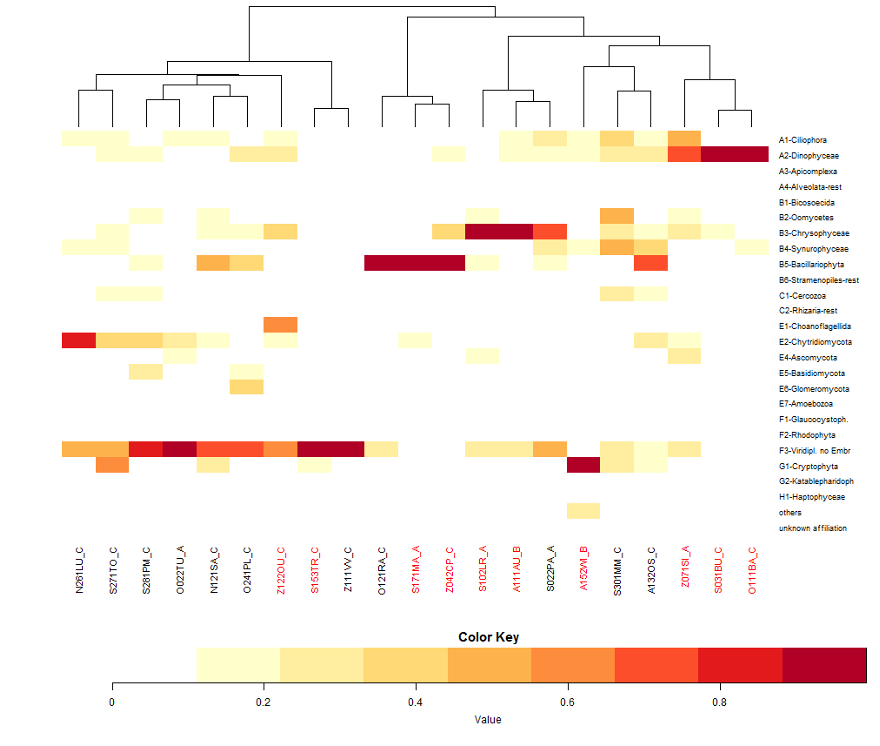 A1-Ciliophora
A2-Dinophyceae
A3-Apicomplexa
A4-Alveolata-rest
B1-Bicosoecida
B2-Oomycetes
B3-Chrysophyceae
B4-Synurophyceae
B5-Bacillariophyta
B6-Stramenopiles-rest
C1-Cercozoa
C2-Rhizaria-rest
E1-Choanoflagellida
E2-Chytridiomycota
E4-Ascomycota
E5-Basidiomycota
E6-Glomeromycota
E7-Amoebozoa
F1-Glaucocystoph.
F2-Rhodophyta
F3-Viridipl. no Embr
G1-Cryptophyta
G2-Katablepharidoph
H1-Haptophyceae
others
unknown affiliation
N261LU_C
S271TO_C
S281PM_C
O022TU_A
N121SA_C
O241PL_C
Z122OU_C
S153TR_C
Z111VV_C
O121RA_C
S171MA_A
Z042CP_C
S102LR_A
A111AU_B
S022PA_A
A152WI_B
S301MM_C
A132OS_C
Z071SI_A
S031BU_C
O111BA_C
Color Key
0 0.2 0.4 0.6 0.8
Value